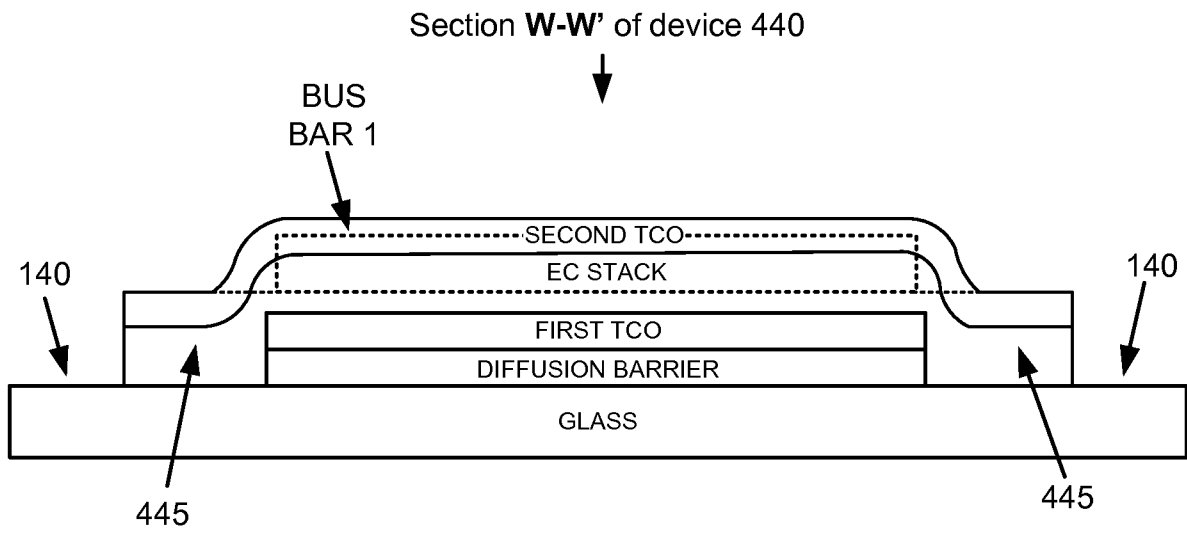 Section W-W’ of device 440
BUS
BAR 1
SECOND TCO
EC STACK
140
140
FIRST TCO
DIFFUSION BARRIER
GLASS
445
445